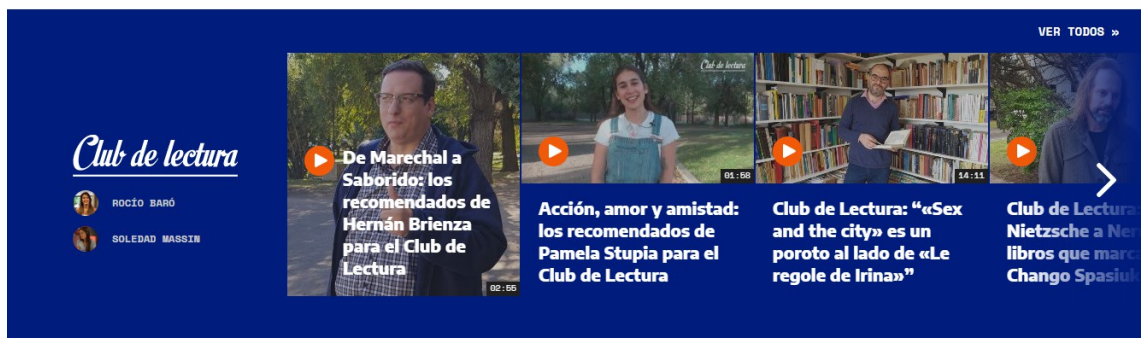 VER TODOS »
Club de lectura
ROCÍO BARÓ
SOLEDAD MASSIN
De Marechal a
Saborido: los
recomendados de
Hernán Brienza
para el Club de
Lectura
02:55
Club de lectura
01:58
Acción, amor y amistad:
los recomendados de
Pamela Stupia para el
Club de Lectura
14:11
Club de Lectura: “«Sex
and the city» es un
poroto al lado de «Le
regole de Irina»”
Club de Lectura:
Nietzsche a
libros que
Chango